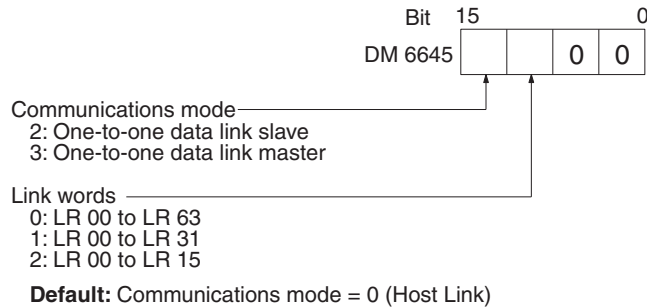 Bit 15 0
DM 6645 0 0
Communications mode
2: One-to-one data link slave
3: One-to-one data link master
Link words
0: LR 00 to LR 63
1: LR 00 to LR 31
2: LR 00 to LR 15
Default: Communications mode = 0 (Host Link)